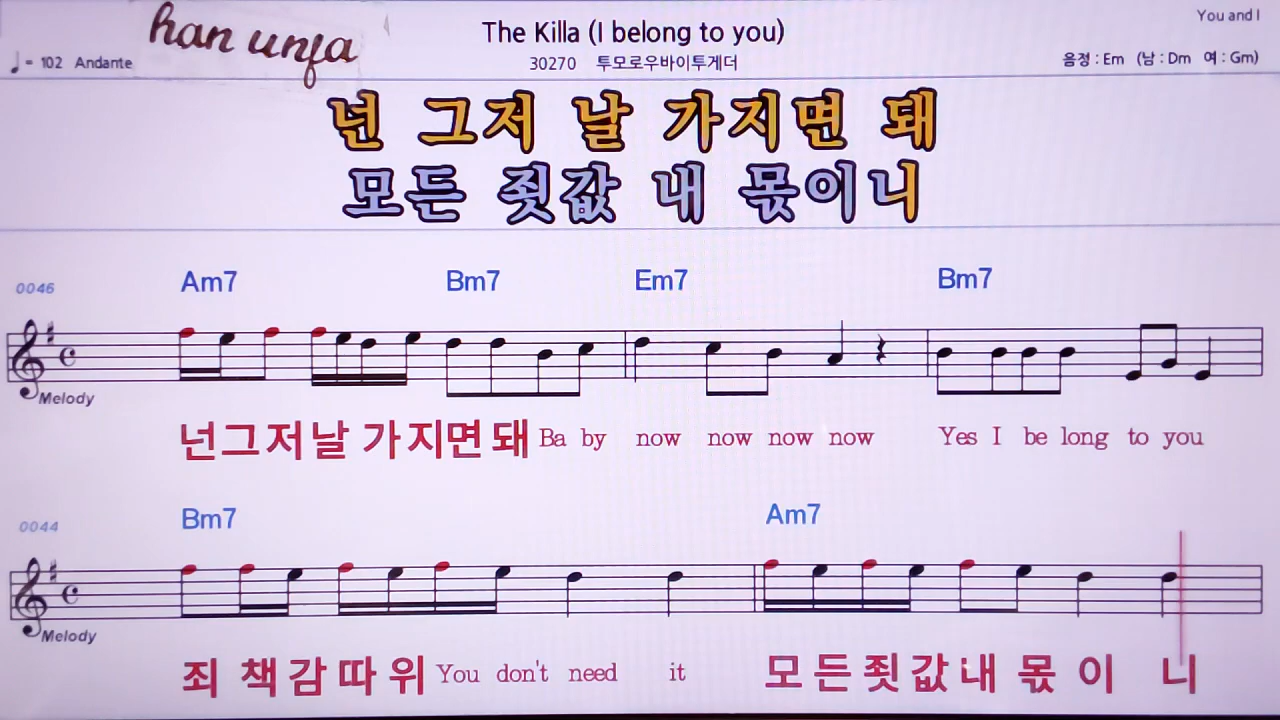 han unja
You and I
The Killa (I belong to you)
♩= 102 Andante
30270 투모로우바이투게더
음정 : Em (남 : Dm 여 : Gm)
넌 그저 날 가지면 돼
모든 죗값 내 몫이니
0046 Am7 Bm7 Em7 Bm7
Melody
넌그저날 가지면돼 Ba by now now now now Yes I be long to you
0044 Bm7 Am7
Melody
죄 책감따위 You don't need it 모든죗값내 몫 이 니